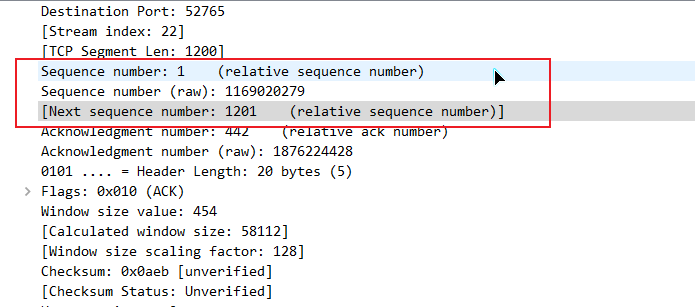 Destination Port: 52765
[Stream index: 22]
[TCP Segment Len: 1200]
Sequence number: 1    (relative sequence number)
Sequence number (raw): 1169020279
[Next sequence number: 1201    (relative sequence number)]
Acknowledgment number: 442    (relative ack number)
Acknowledgment number (raw): 1876224428
0101 .... = Header Length: 20 bytes (5)
Flags: 0x010 (ACK)
Window size value: 454
[Calculated window size: 58112]
[Window size scaling factor: 128]
Checksum: 0x0aeb [unverified]
[Checksum Status: Unverified]